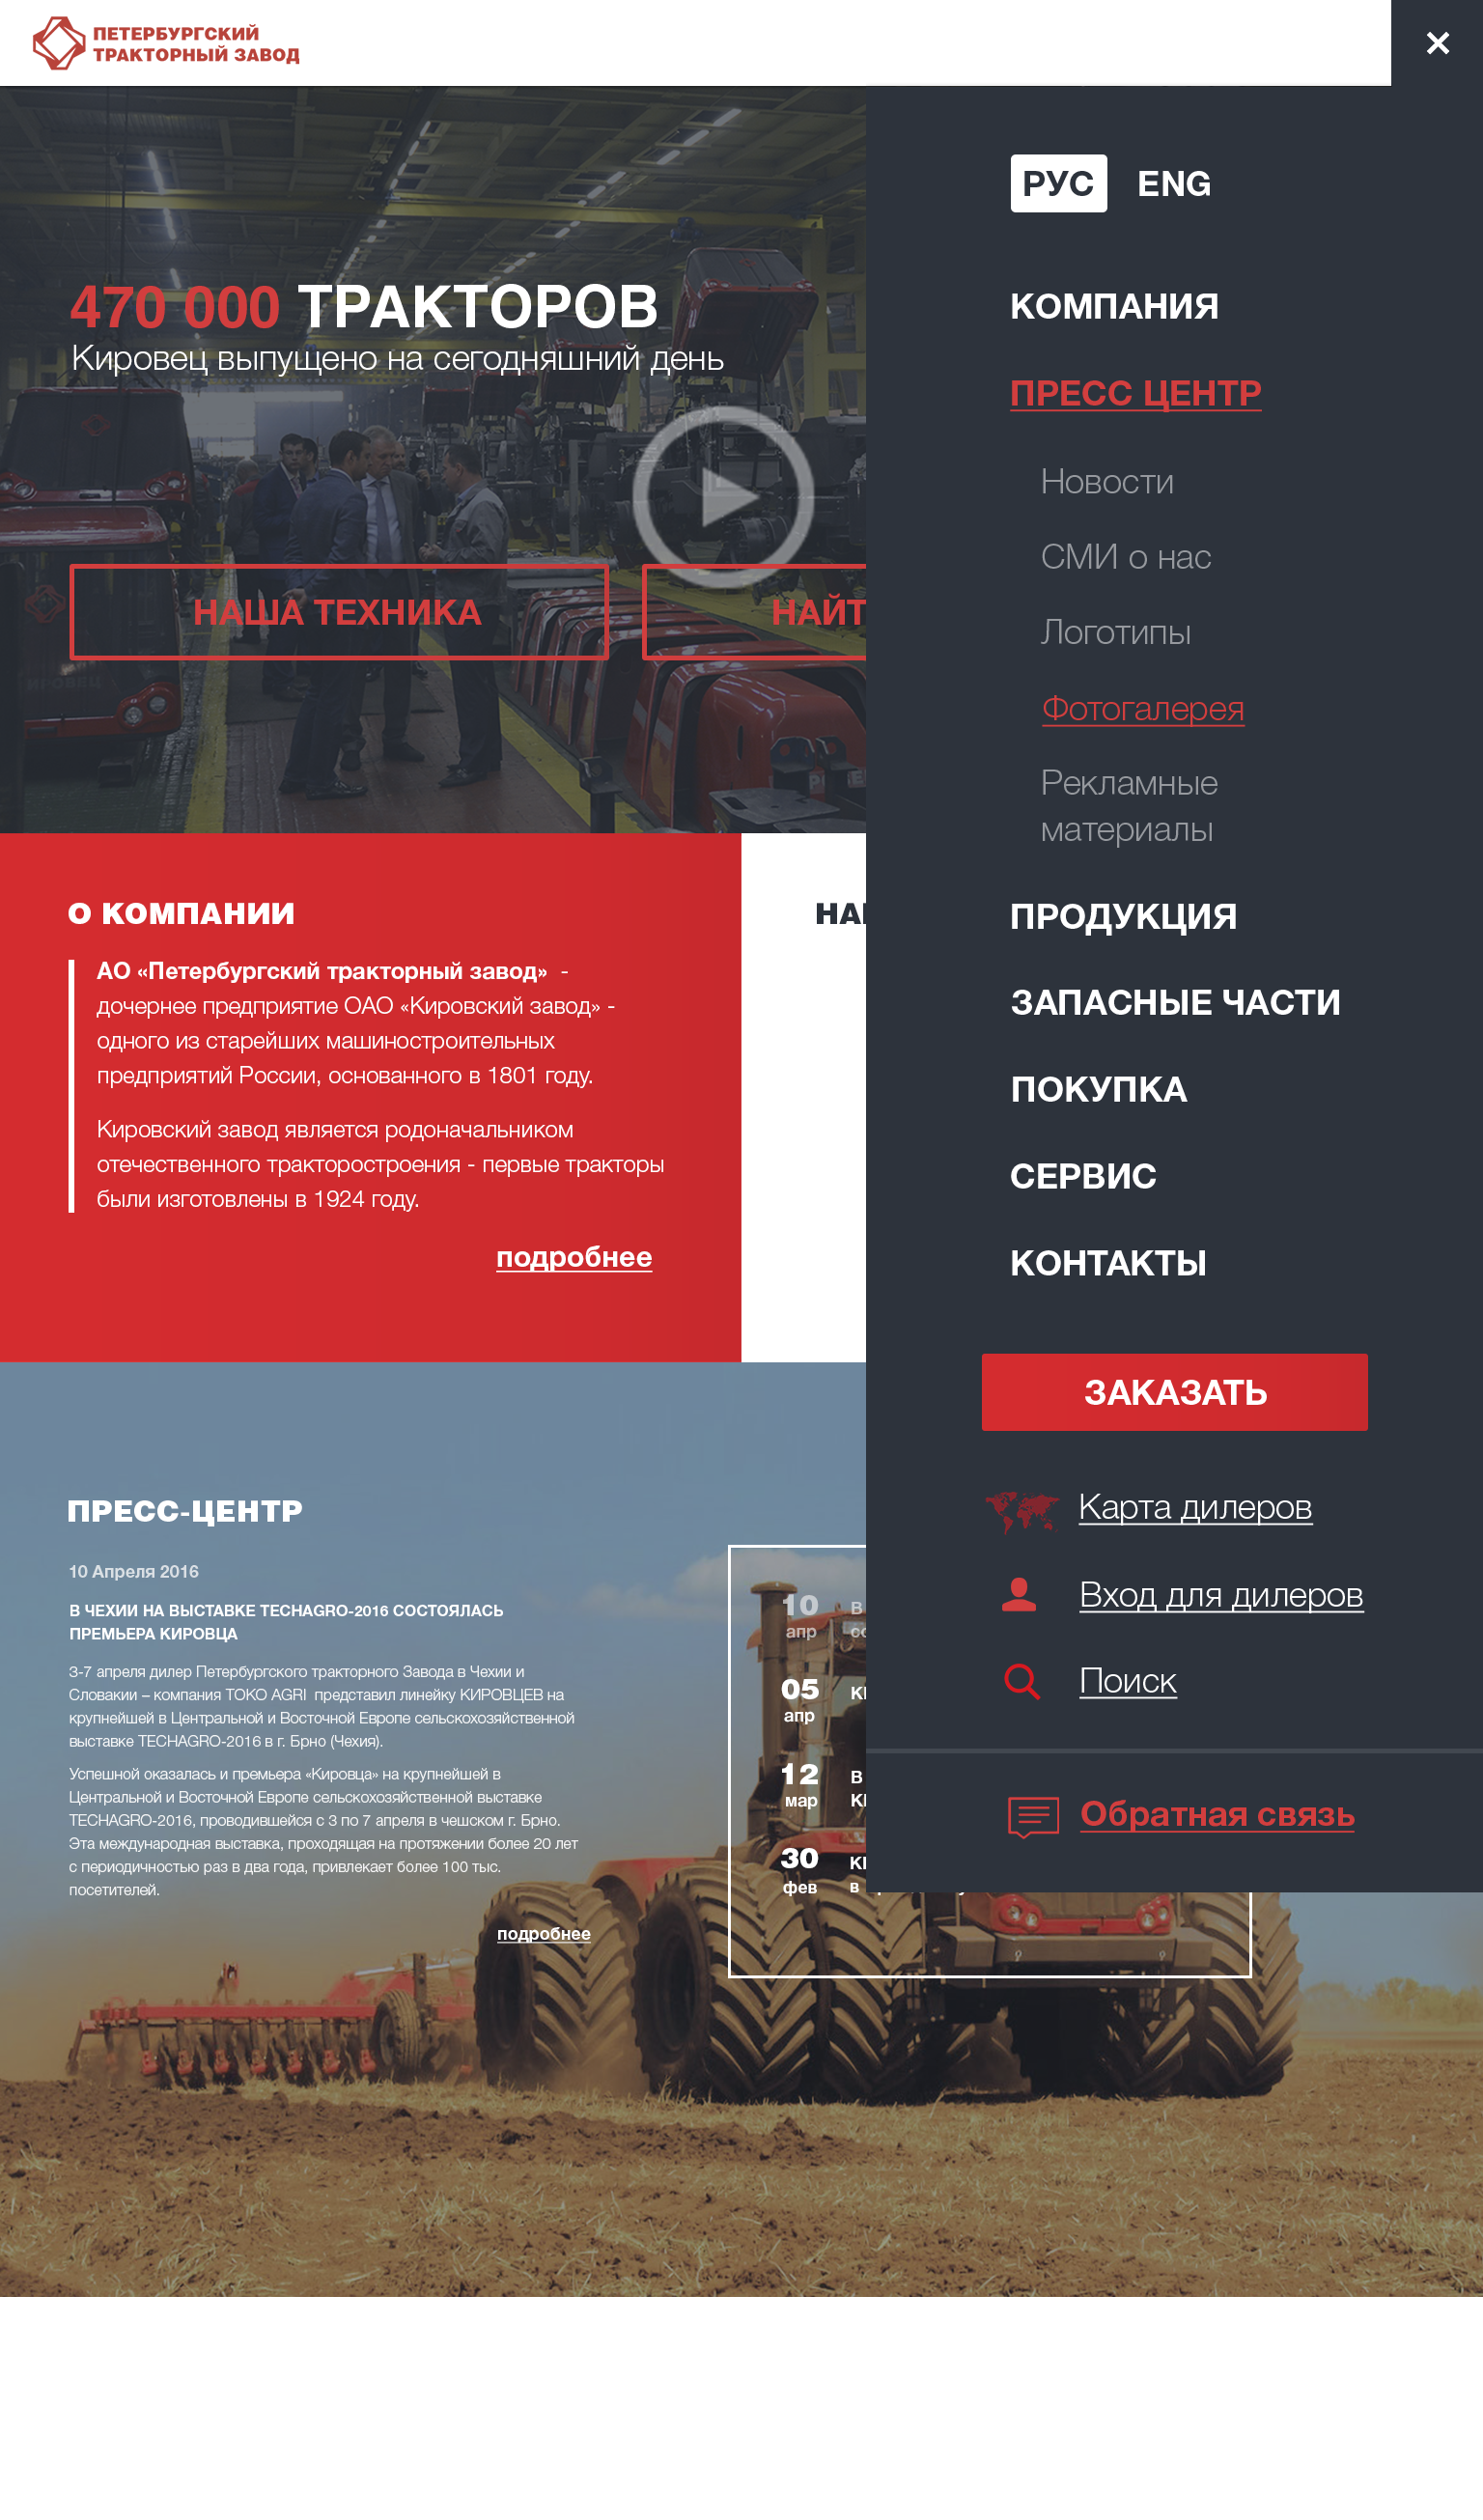 ПЕТЕРБУРГСКИЙ
ТРАКТОРНЫЙ ЗАВОД
470 000 ТРАКТОРОВ
Кировец выпущено на сегодняшний день
НАША ТЕХНИКА
НАЙТ
О КОМПАНИИ
АО «Петербургский тракторный завод» -
дочернее предприятие ОАО «Кировский завод» -
одного из старейших машиностроительных
предприятий России, основанного в 1801 году.
Кировский завод является родоначальником
отечественного тракторостроения - первые тракторы
были изготовлены в 1924 году.
подробнее
ПРЕСС-ЦЕНТР
10 Апреля 2016
В ЧЕХИИ НА ВЫСТАВКЕ TECHAGRO-2016 СОСТОЯЛАСЬ
ПРЕМЬЕРА КИРОВЦА
3-7 апреля дилер Петербургского тракторного Завода в Чехии и
Словакии – компания TOKO AGRI представил линейку КИРОВЦЕВ на
крупнейшей в Центральной и Восточной Европе сельскохозяйственной
выставке TECHAGRO-2016 в г. Брно (Чехия).
Успешной оказалась и премьера «Кировца» на крупнейшей в
Центральной и Восточной Европе сельскохозяйственной выставке
TECHAGRO-2016, проводившейся с 3 по 7 апреля в чешском г. Брно.
Эта международная выставка, проходящая на протяжении более 20 лет
с периодичностью раз в два года, привлекает более 100 тыс.
посетителей.
подробнее
10 В
апр
05
апр
12 В
мар
30
фев в
РУС ENG
КОМПАНИЯ
ПРЕСС ЦЕНТР
Новости
СМИ о нас
Логотипы
Фотогалерея
Рекламные
материалы
ПРОДУКЦИЯ
ЗАПАСНЫЕ ЧАСТИ
ПОКУПКА
СЕРВИС
КОНТАКТЫ
ЗАКАЗАТЬ
Карта дилеров
Вход для дилеров
Поиск
Обратная связь